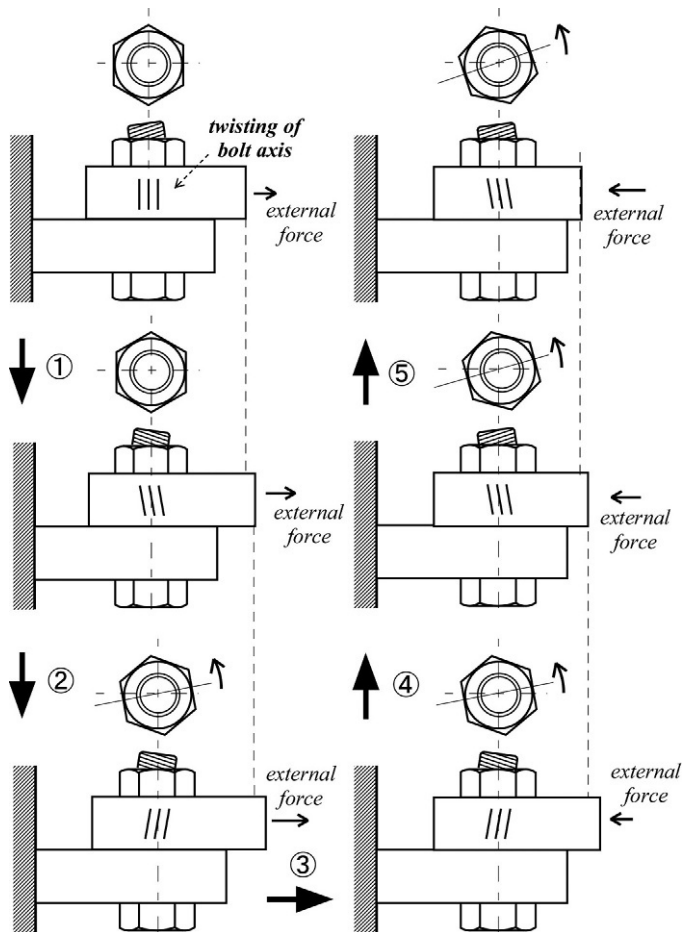 twisting of
bolt axis
external
force
external
force
①
⑤
external
force
external
force
②
④
external
force
external
force
③